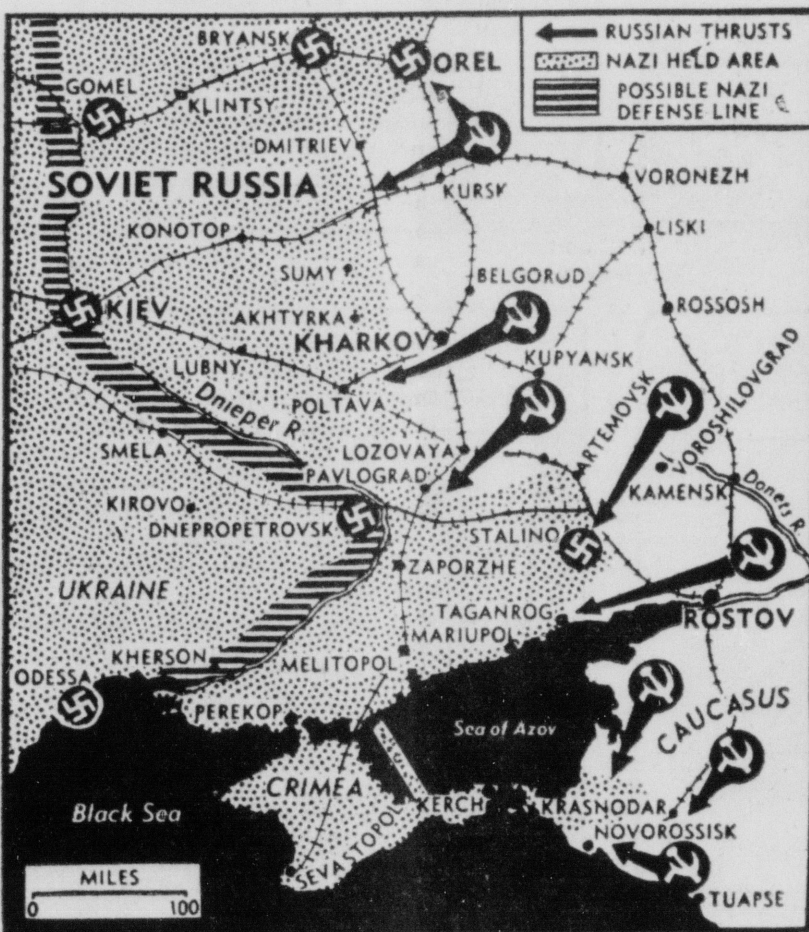 RUSSIAN THRUSTS
NAZI HELD AREA
POSSIBLE NAZI
DEFENSE LINE
BRYANSK
OREL
GOMEL
KLINTSY
DMITRIEV
SOVIET RUSSIA
KURSK
VORONEZH
KONOTOP
LISKI
SUMY
BELGOROD
KIEV
AKHTYRKA
ROSSOSH
KHARKOV
LUBNY
KUPYANSK
Dnieper R.
POLTAVA
ARTEMOVSK
VOROSHILOVGRAD
SMELA
LOZOVAYA
PAVLOGRAD
KAMENSK
Donets R.
KIROVO
DNEPROPETROVSK
STALINO
UKRAINE
ZAPORZHE
TAGANROG
ROSTOV
MARIUPOL
KHERSON
MELITOPOL
ODESSA
PEREKOP
Sea of Azov
CAUCASUS
CRIMEA
KERCH
KRASNODAR
Black Sea
SEVASTOPOL
NOVOROSSISK
MILES
0 100
TUAPSE